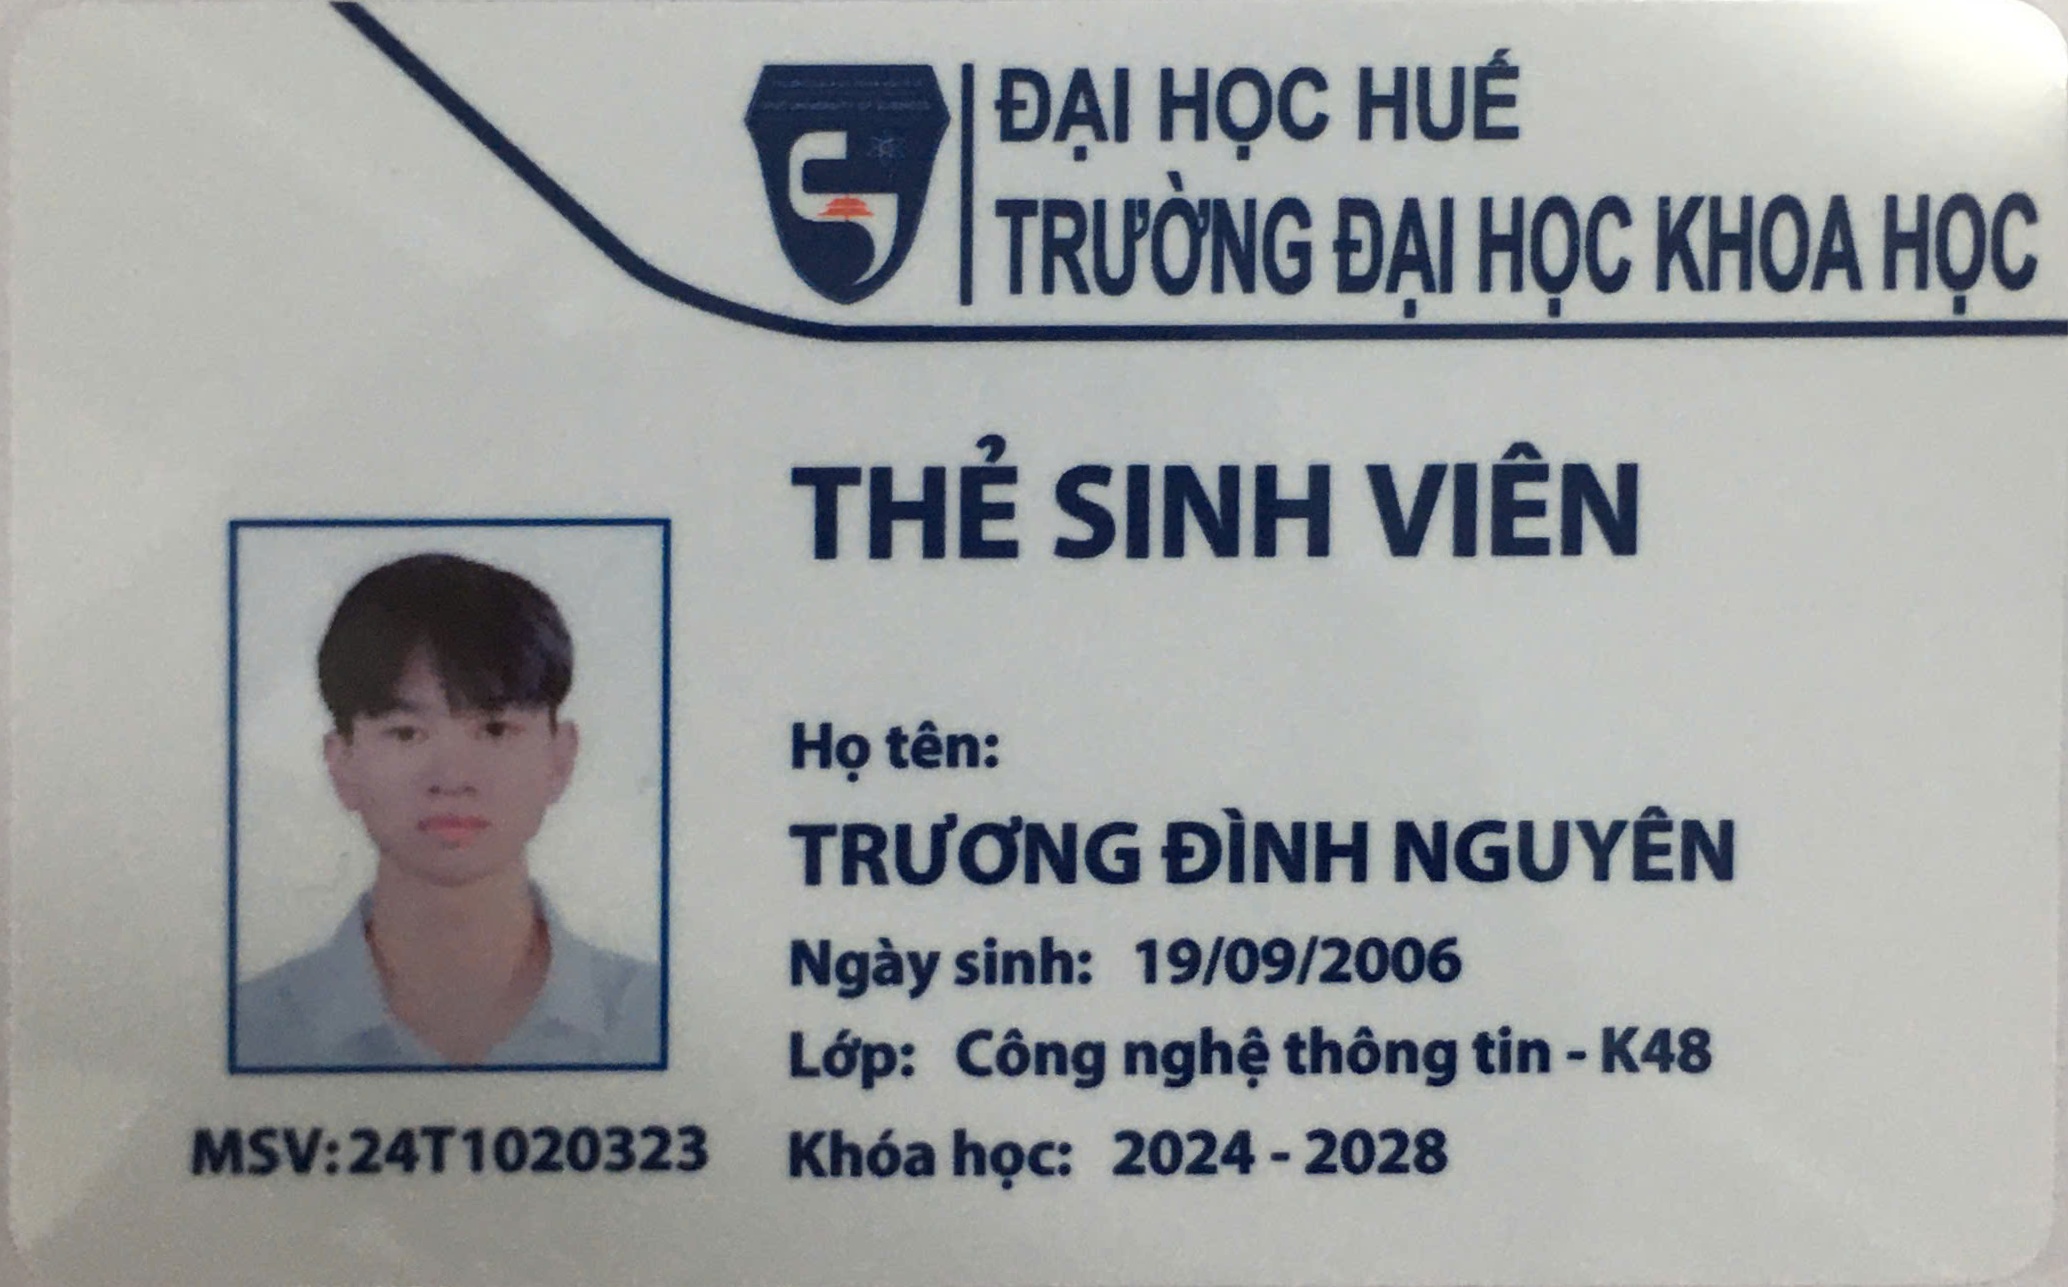 ĐẠI HỌC HUẾ
TRƯỜNG ĐẠI HỌC KHOA HỌC
THẺ SINH VIÊN
Họ tên:
TRƯƠNG ĐÌNH NGUYÊN
Ngày sinh: 19/09/2006
Lớp: Công nghệ thông tin - K48
Khóa học: 2024 - 2028
MSV:24T1020323